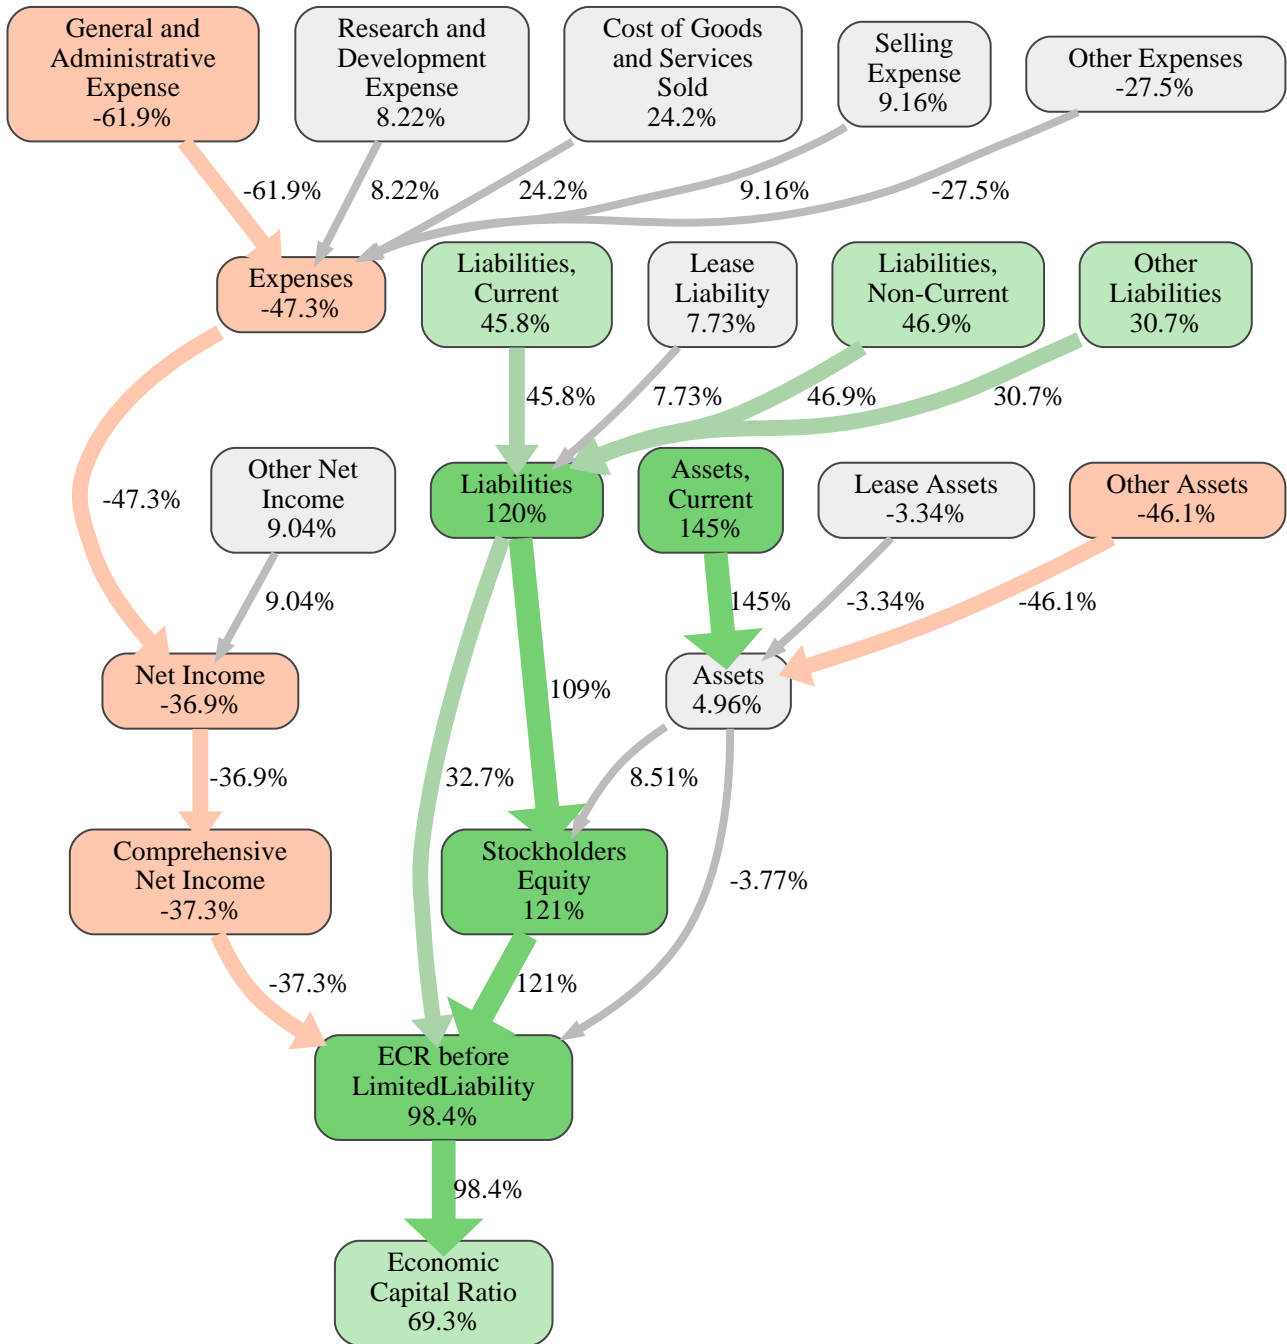 General and
Administrative
Expense
-61.9%
Research and
Development
Expense
8.22%
Cost of Goods
and Services
Sold
24.2%
Selling
Expense
9.16%
Other Expenses
-27.5%
-61.9%
8.22%
24.2%
9.16%
-27.5%
Expenses
-47.3%
Liabilities,
Current
45.8%
Lease
Liability
7.73%
Liabilities,
Non-Current
46.9%
Other
Liabilities
30.7%
45.8%
7.73%
46.9%
30.7%
-47.3%
Other Net
Income
9.04%
Liabilities
120%
Assets,
Current
145%
Lease Assets
-3.34%
Other Assets
-46.1%
9.04%
145%
-3.34%
-46.1%
Net Income
-36.9%
109%
Assets
4.96%
-36.9%
32.7%
8.51%
Comprehensive
Net Income
-37.3%
Stockholders
Equity
121%
-3.77%
-37.3%
121%
ECR before
LimitedLiability
98.4%
98.4%
Economic
Capital Ratio
69.3%